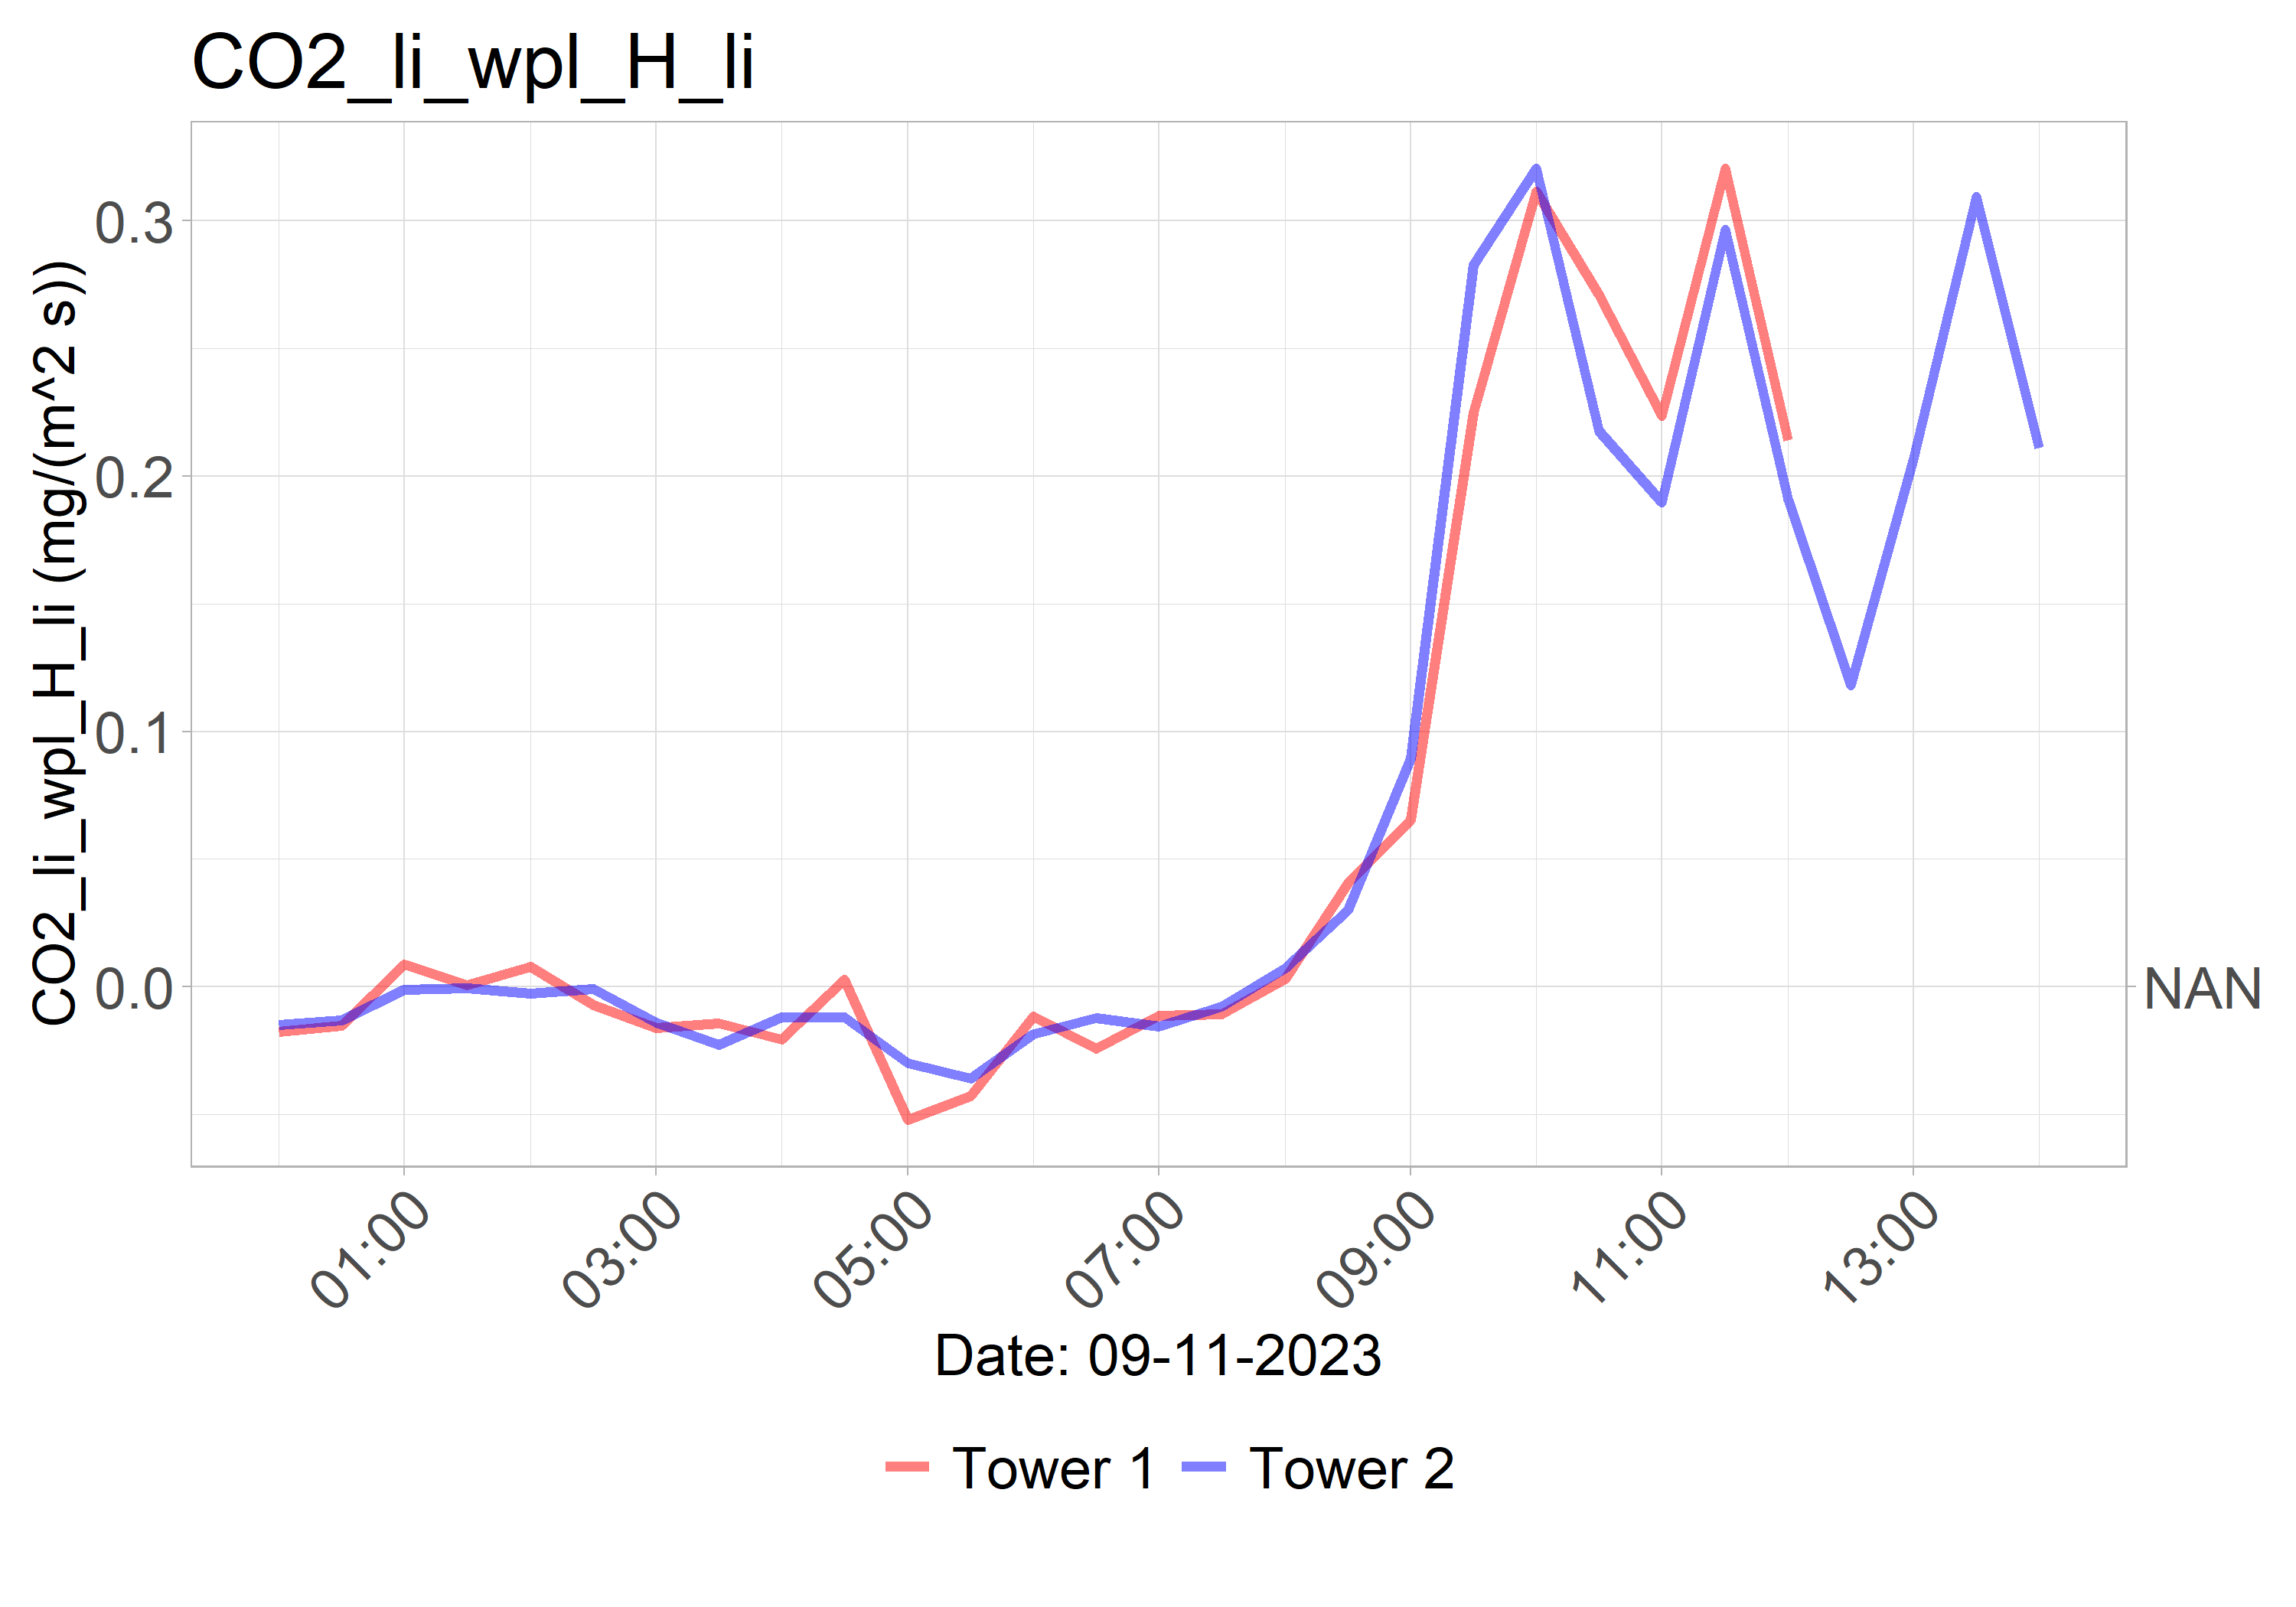 CO2_li_wpl_H_li
CO2_li_wpl_H_li (mg/(m^2 s))
0.3
0.2
0.1
0.0
NAN
01:00
03:00
05:00
07:00
09:00
11:00
13:00
Date: 09-11-2023
Tower 1
Tower 2